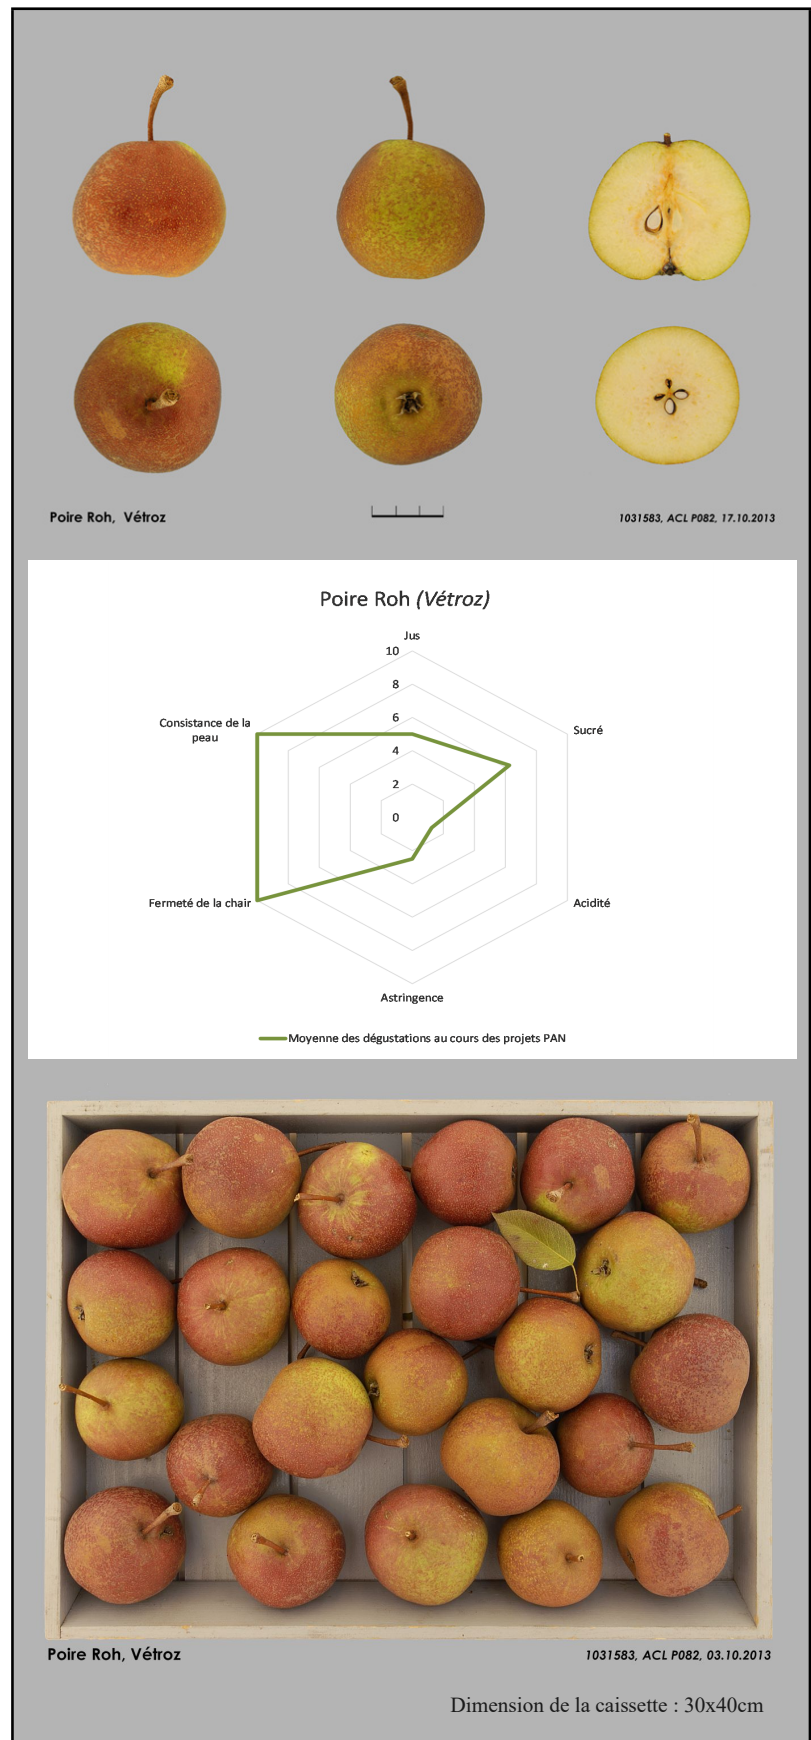 Poire Roh, Vétroz
1031583, ACL P082, 17.10.2013
Poire Roh (Vétroz)
Jus
10
8
6
4
2
0
Consistance de la
peau
Sucré
Fermeté de la chair
Acidité
Astringence
Moyenne des dégustations au cours des projets PAN
Poire Roh, Vétroz
1031583, ACL P082, 03.10.2013
Dimension de la caissette : 30x40cm